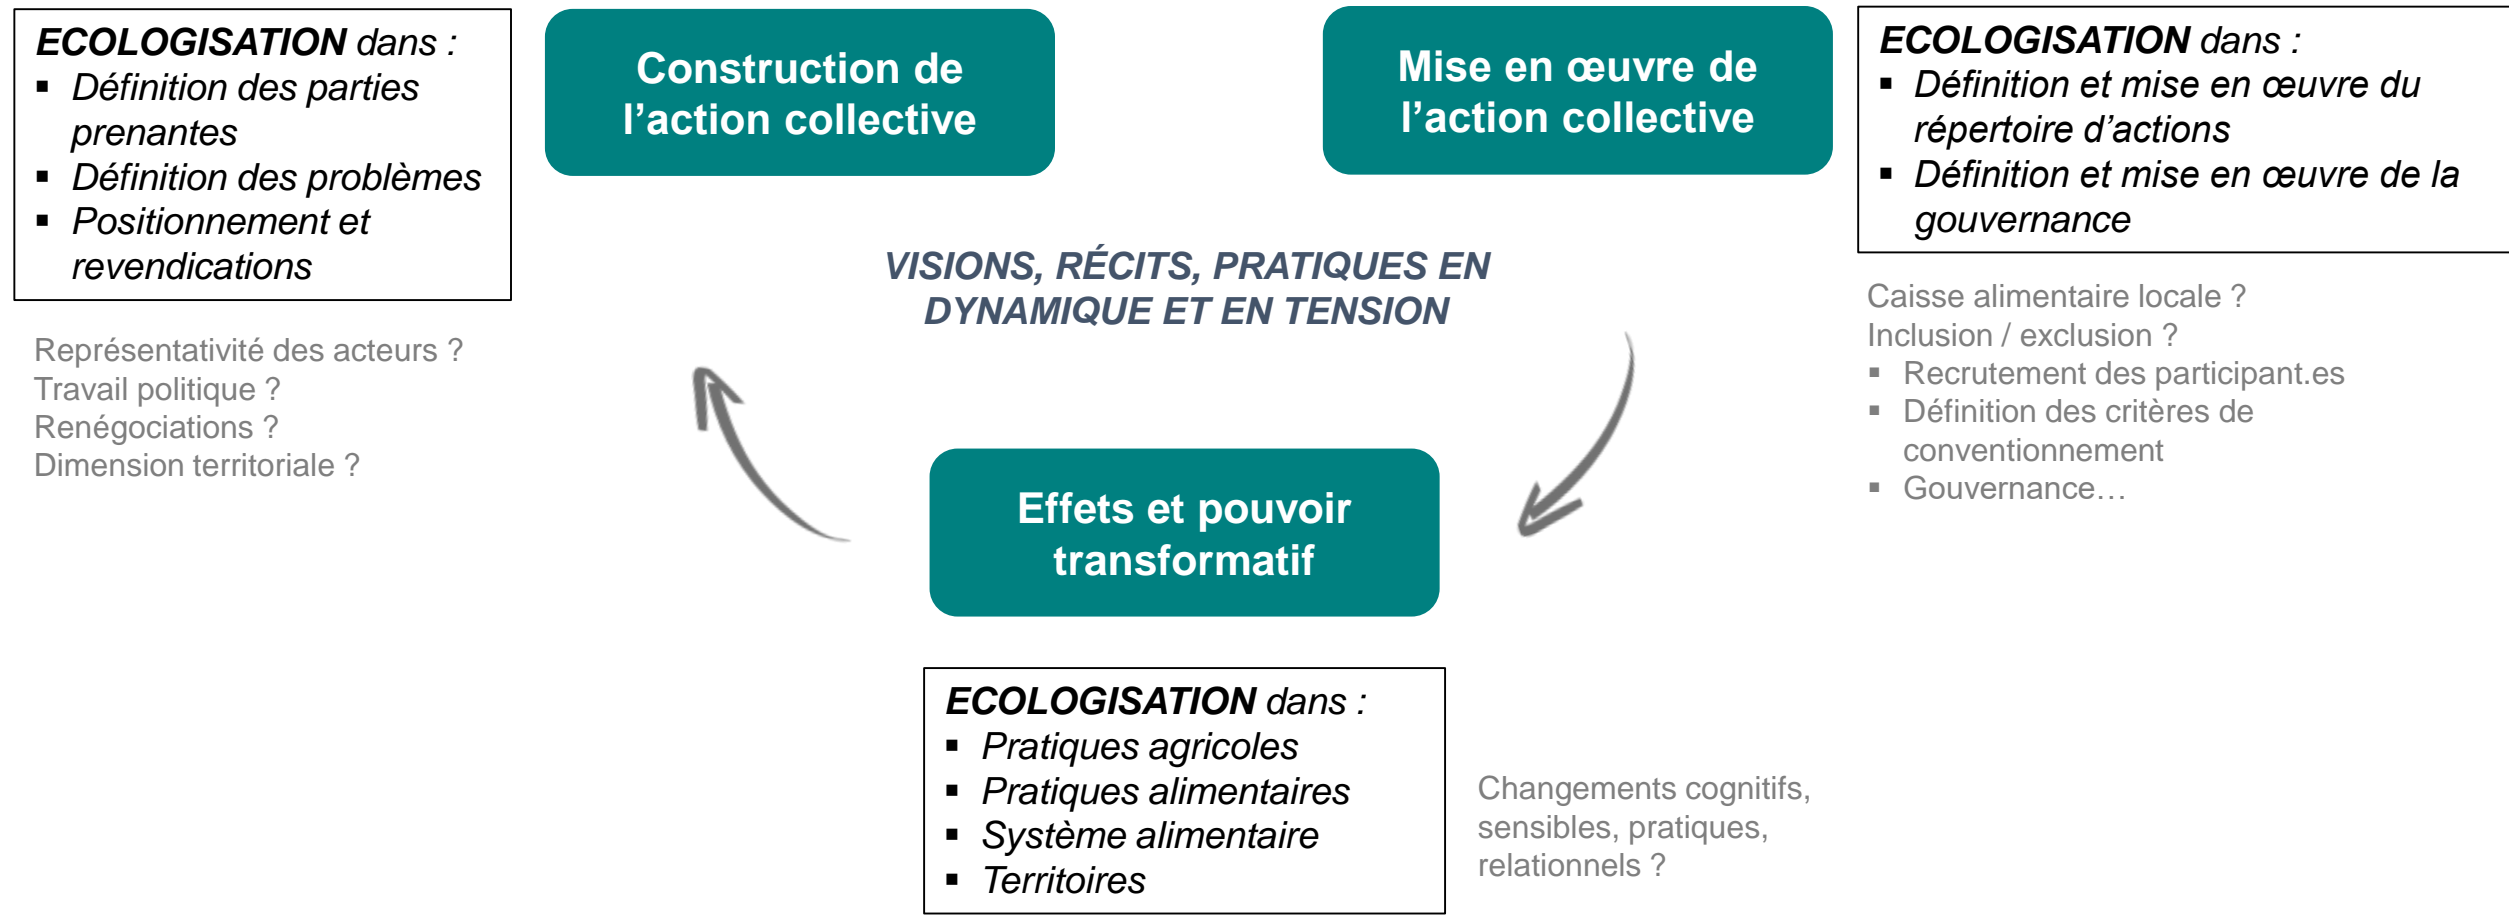 ECOLOGISATION dans :
▪ Définition des parties
prenantes
▪ Définition des problèmes
▪ Positionnement et
revendications
Représentativité des acteurs ?
Travail politique ?
Renégociations ?
Dimension territoriale ?
Construction de
l’action collective
Mise en œuvre de
l’action collective
ECOLOGISATION dans :
▪ Définition et mise en œuvre du
répertoire d’actions
▪ Définition et mise en œuvre de la
gouvernance
Caisse alimentaire locale ?
Inclusion / exclusion ?
▪ Recrutement des participant.es
▪ Définition des critères de
conventionnement
▪ Gouvernance…
VISIONS, RÉCITS, PRATIQUES EN
DYNAMIQUE ET EN TENSION
Effets et pouvoir
transformatif
ECOLOGISATION dans :
▪ Pratiques agricoles
▪ Pratiques alimentaires
▪ Système alimentaire
▪ Territoires
Changements cognitifs,
sensibles, pratiques,
relationnels ?